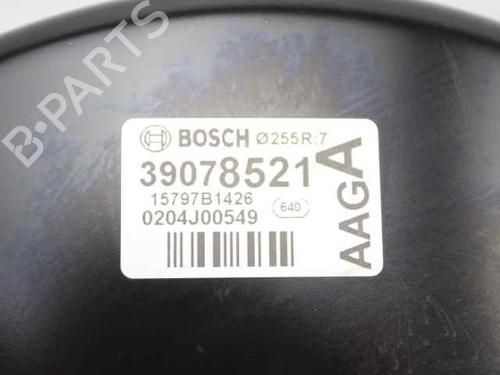 B-PARTS
BOSCH Ø255R:7
39078521
15797B1426
0204J00549 640
AAGA